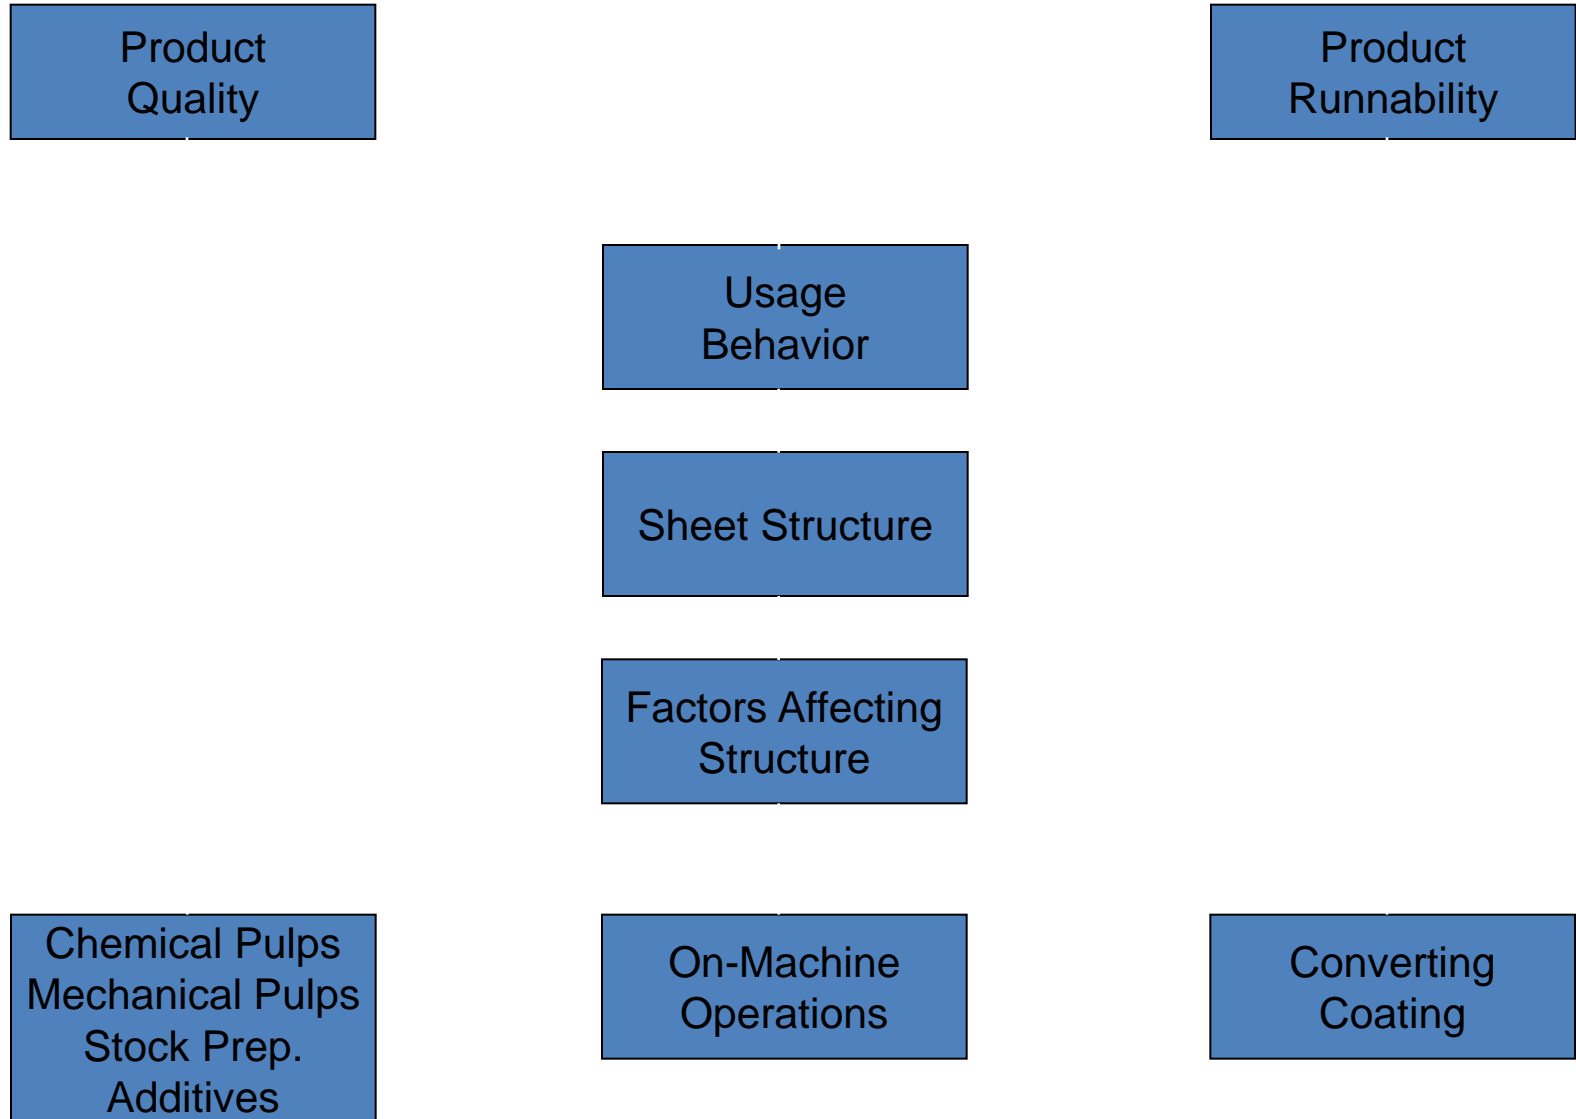 Product
Quality
Product
Runnability
Usage
Behavior
Sheet Structure
Factors Affecting
Structure
Chemical Pulps
Mechanical Pulps
Stock Prep.
Additives
On-Machine
Operations
Converting
Coating